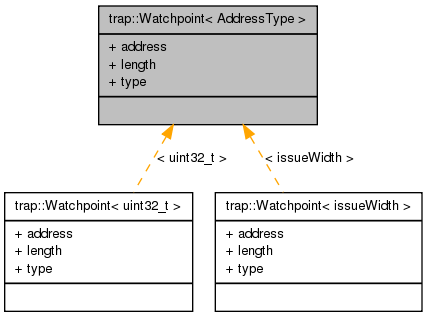 trap::Watchpoint< AddressType >
+ address
+ length
+ type
< uint32_t >
< issueWidth >
trap::Watchpoint< uint32_t >
+ address
+ length
+ type
trap::Watchpoint< issueWidth >
+ address
+ length
+ type